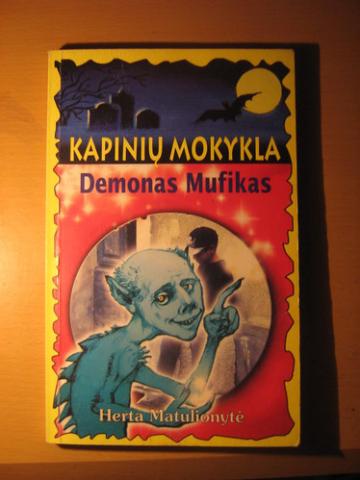 KAPINIŲ MOKYKLA
Demonas Mufikas
Herta Matulionytė